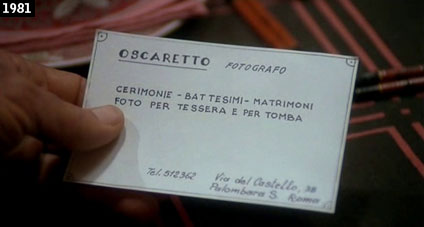 1981
OSCARETTO FOTOGRAFO
CERIMONIE - BATTESIMI - MATRIMONI
FOTO PER TESSERA E PER TOMBA
Tel. 512362 Via del Castello, 38
Palombara S. Roma